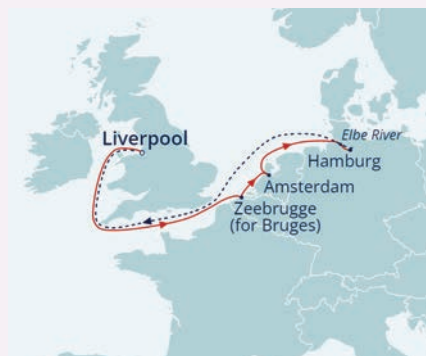 Liverpool
Elbe River
Hamburg
Amsterdam
Zeebrugge
(for Bruges)